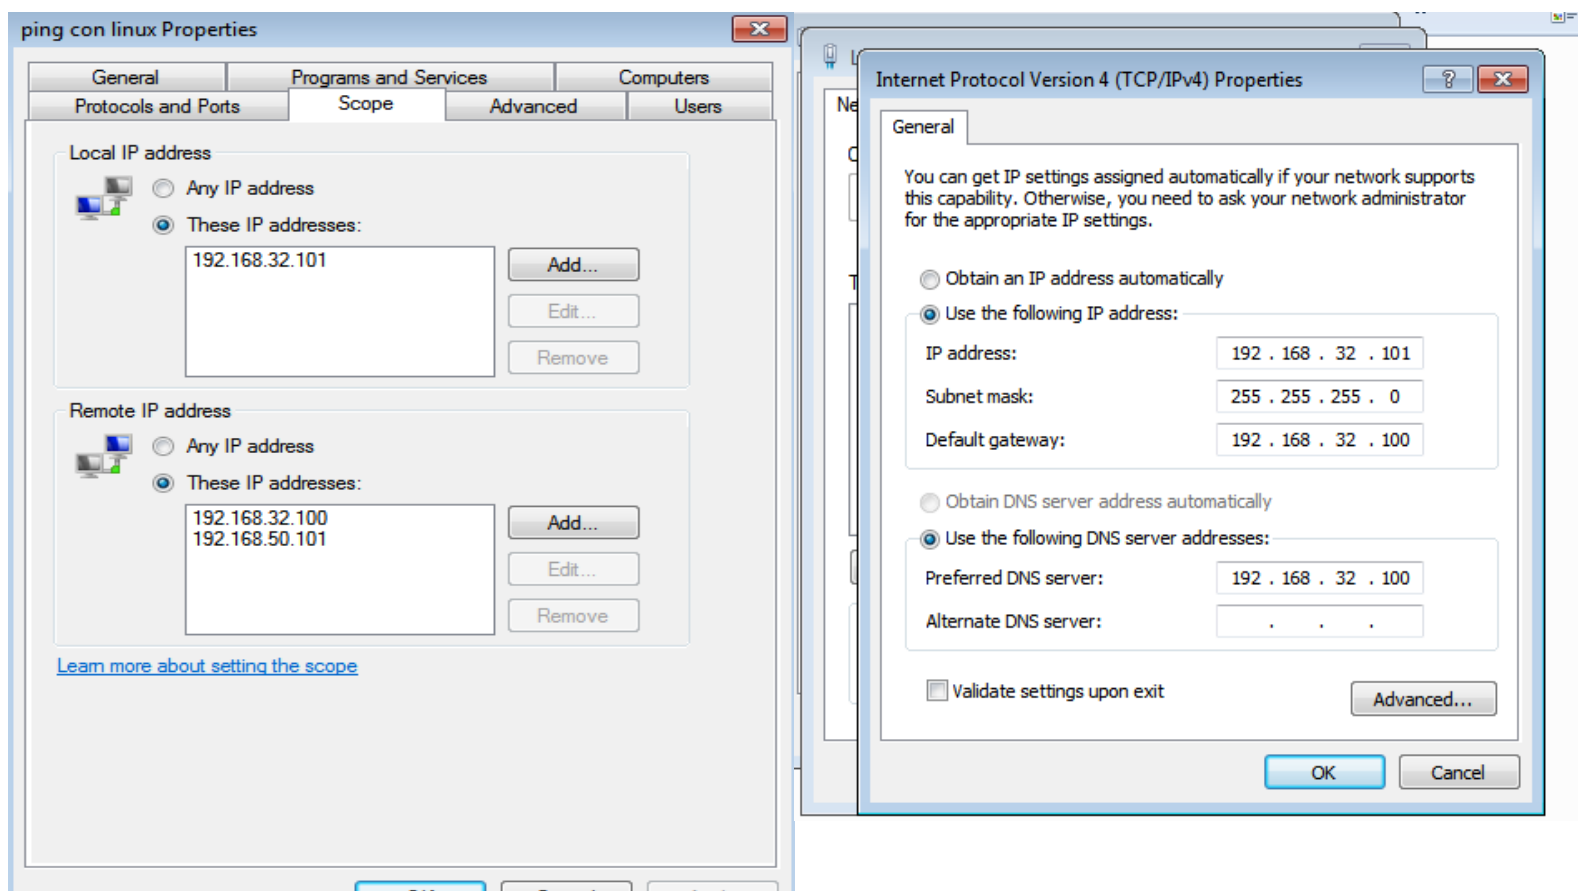 ping con linux Properties
General
Programs and Services
Computers
Protocols and Ports
Scope
Advanced
Users
Local IP address
Any IP address
These IP addresses:
192.168.32.101
Add...
Edit...
Remove
Remote IP address
Any IP address
These IP addresses:
192.168.32.100
192.168.50.101
Add...
Edit...
Remove
Learn more about setting the scope
Ne
Internet Protocol Version 4 (TCP/IPv4) Properties
General
You can get IP settings assigned automatically if your network supports
this capability. Otherwise, you need to ask your network administrator
for the appropriate IP settings.
Obtain an IP address automatically
Use the following IP address:
IP address: 192 . 168 . 32 . 101
Subnet mask: 255 . 255 . 255 . 0
Default gateway: 192 . 168 . 32 . 100
Obtain DNS server address automatically
Use the following DNS server addresses:
Preferred DNS server: 192 . 168 . 32 . 100
Alternate DNS server: . . .
Validate settings upon exit
Advanced...
OK
Cancel